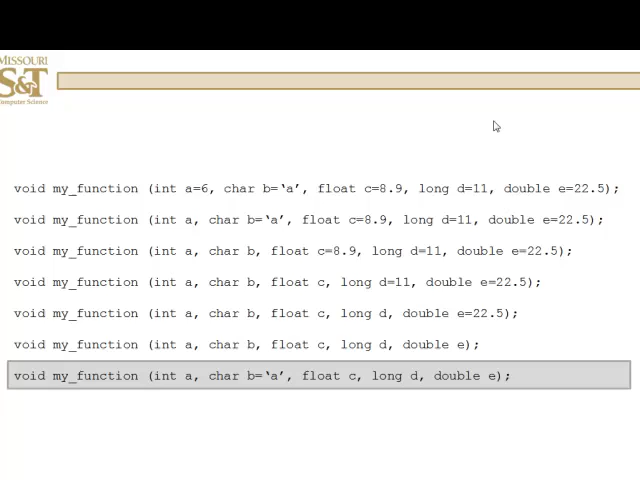 MISSOURI
S&T
Computer Science
void my_function (int a=6, char b=‘a’, float c=8.9, long d=11, double e=22.5);
void my_function (int a, char b=‘a’, float c=8.9, long d=11, double e=22.5);
void my_function (int a, char b, float c=8.9, long d=11, double e=22.5);
void my_function (int a, char b, float c, long d=11, double e=22.5);
void my_function (int a, char b, float c, long d, double e=22.5);
void my_function (int a, char b, float c, long d, double e);
void my_function (int a, char b=‘a’, float c, long d, double e);